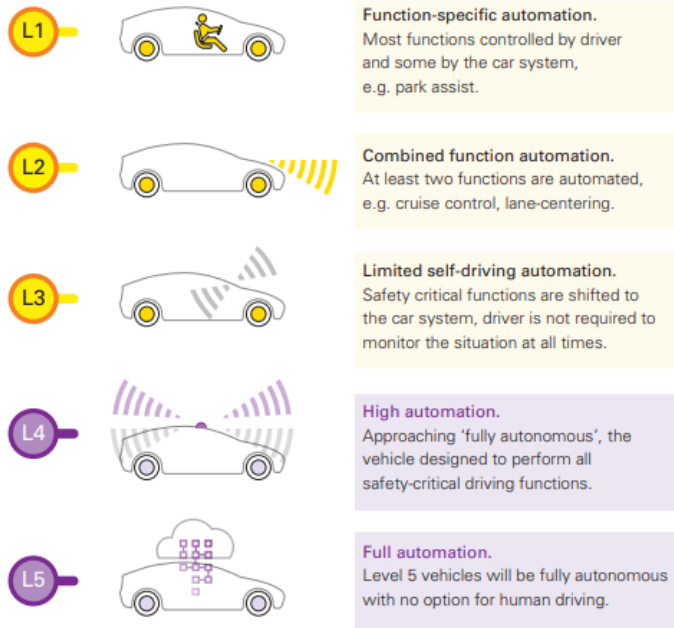 L1
Function-specific automation.
Most functions controlled by driver
and some by the car system,
e.g. park assist.
L2
Combined function automation.
At least two functions are automated,
e.g. cruise control, lane-centering.
L3
Limited self-driving automation.
Safety critical functions are shifted to
the car system, driver is not required to
monitor the situation at all times.
L4
High automation.
Approaching ‘fully autonomous’, the
vehicle designed to perform all
safety-critical driving functions.
L5
Full automation.
Level 5 vehicles will be fully autonomous
with no option for human driving.